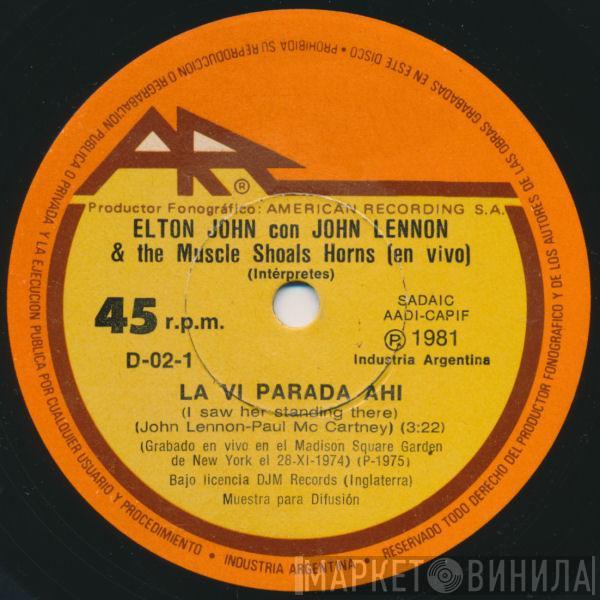 AR
®
Productor Fonográfico: AMERICAN RECORDING S.A.
ELTON JOHN con JOHN LENNON
& the Muscle Shoals Horns (en vivo)
(Intérpretes)
45 r.p.m.
D-02-1
SADAIC
AADI-CAPIF
Ⓟ 1981
Industria Argentina
LA VI PARADA AHI
(I saw her standing there)
(John Lennon-Paul Mc Cartney) (3:22)
(Grabado en vivo en el Madison Square Garden
de New York el 28-XI-1974) (P-1975)
Bajo licencia DJM Records (Inglaterra)
Muestra para Difusión
INDUSTRIA ARGENTINA • RESERVADO TODO DERECHO DEL PRODUCTOR FONOGRAFICO Y DE LOS AUTORES DE LAS OBRAS GRABADAS EN ESTE DISCO • PROHIBIDA SU REPRODUCCION O REGRABACION PUBLICA O PRIVADA Y LA EJECUCION PUBLICA POR CUALQUIER USUARIO Y PROCEDIMIENTO •
МАРКЕТ ВИНИЛА